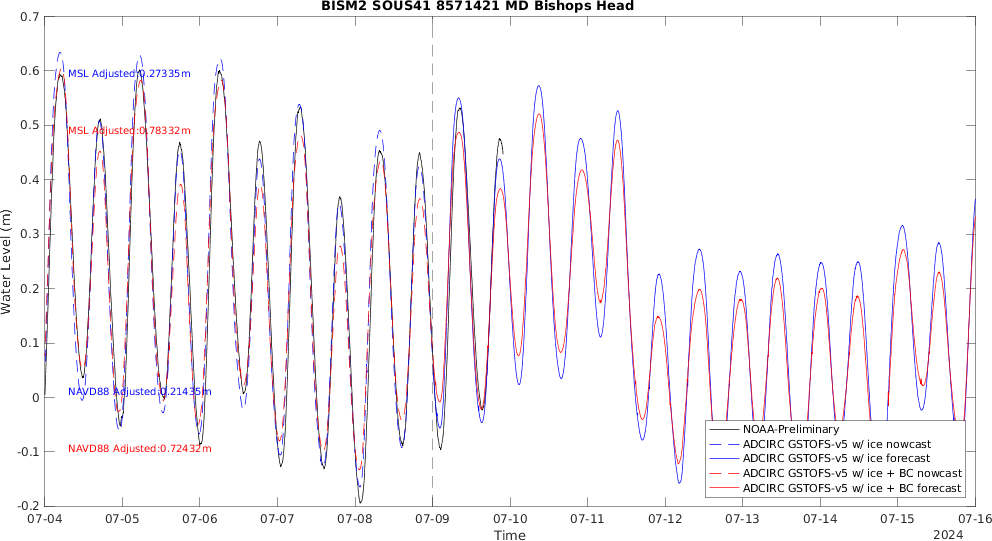 BISM2 SOUS41 8571421 MD Bishops Head
0.7
0.6
0.5
0.4
0.3
0.2
0.1
0
-0.1
-0.2
Water Level (m)
MSL Adjusted:0.27335m
MSL Adjusted:0.78332m
NAVD88 Adjusted:0.21435m
NAVD88 Adjusted:0.72432m
NOAA-Preliminary
ADCIRC GSTOFS-v5 w/ ice nowcast
ADCIRC GSTOFS-v5 w/ ice forecast
ADCIRC GSTOFS-v5 w/ ice + BC nowcast
ADCIRC GSTOFS-v5 w/ ice + BC forecast
07-04 07-05 07-06 07-07 07-08 07-09 07-10 07-11 07-12 07-13 07-14 07-15 07-16
Time
2024